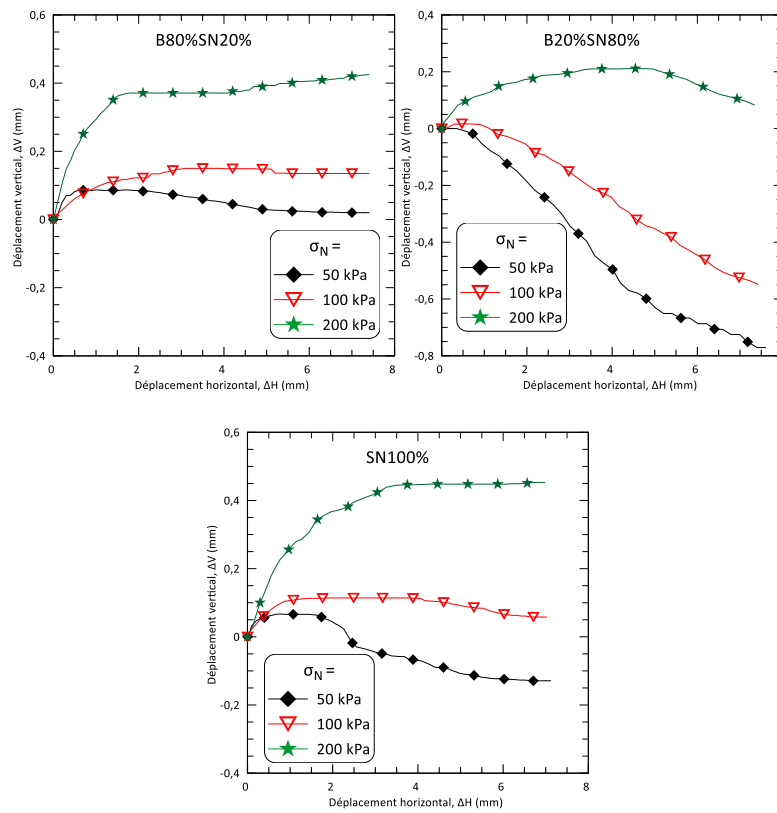 B80%SN20%
Déplacement vertical, ΔV (mm)
0,6
0,4
0,2
0
-0,2
-0,4
σN =
50 kPa
100 kPa
200 kPa
0 2 4 6 8
Déplacement horizontal, ΔH (mm)
B20%SN80%
Déplacement vertical, ΔV (mm)
0,4
0,2
0
-0,2
-0,4
-0,6
-0,8
σN =
50 kPa
100 kPa
200 kPa
0 2 4 6
Déplacement horizontal, ΔH (mm)
SN100%
Déplacement vertical, ΔV (mm)
0,6
0,4
0,2
0
-0,2
-0,4
σN =
50 kPa
100 kPa
200 kPa
0 2 4 6 8
Déplacement horizontal, ΔH (mm)